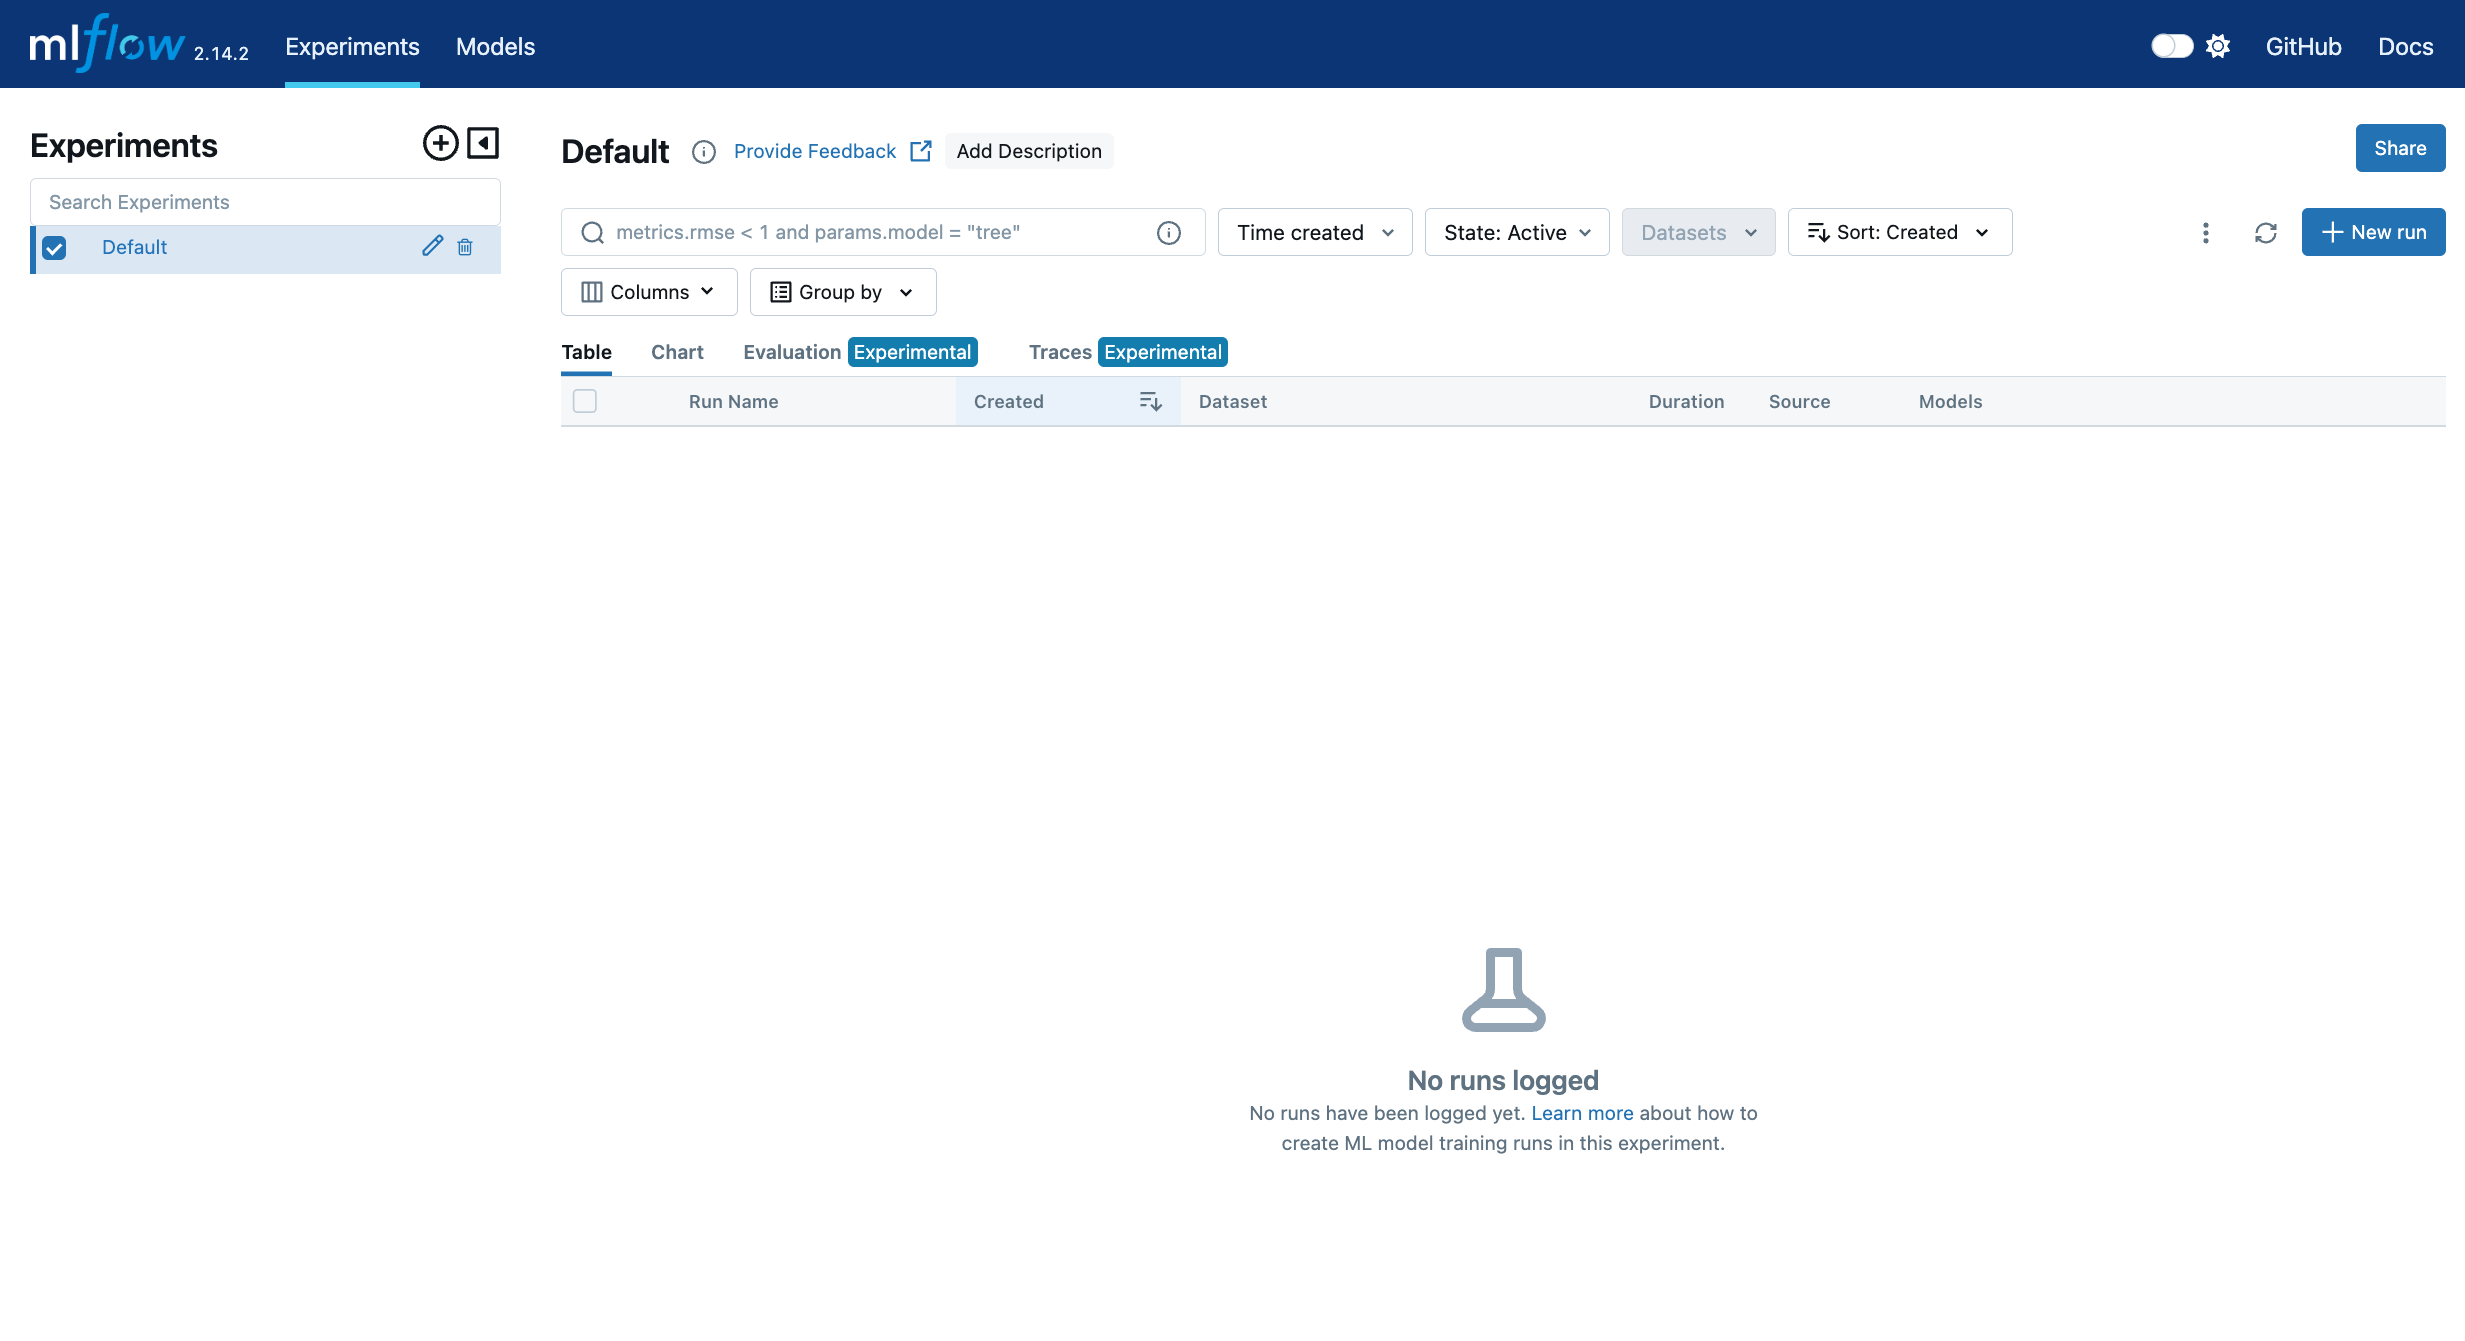 mlflow 2.14.2 Experiments Models GitHub Docs
Experiments
Search Experiments
Default
Default Provide Feedback Add Description Share
metrics.rmse < 1 and params.model = "tree" Time created State: Active Datasets Sort: Created New run
Columns Group by
Table Chart Evaluation Experimental Traces Experimental
Run Name Created Dataset Duration Source Models
No runs logged
No runs have been logged yet. Learn more about how to
create ML model training runs in this experiment.